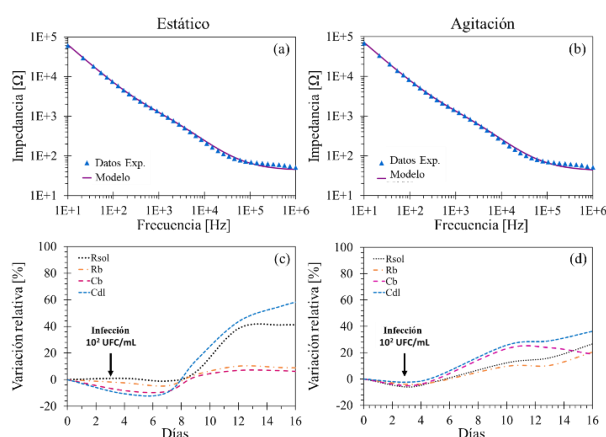 Estático
Agitación
1E+5
1E+4
1E+3
1E+2
1E+1
Impedancia [Ω]
(a)
Datos Exp.
Modelo
1E+1 1E+2 1E+3 1E+4 1E+5 1E+6
Frecuencia [Hz]
1E+5
1E+4
1E+3
1E+2
1E+1
Impedancia [Ω]
(b)
Datos Exp.
Modelo
1E+1 1E+2 1E+3 1E+4 1E+5 1E+6
Frecuencia [Hz]
100
80
60
40
20
0
-20
Variación relativa [%]
(c)
Rsol
Rb
Cb
Cdl
Infección
10² UFC/mL
0 2 4 6 8 10 12 14 16
Días
100
80
60
40
20
0
-20
Variación relativa [%]
(d)
Rsol
Rb
Cb
Cdl
Infección
10² UFC/mL
0 2 4 6 8 10 12 14 16
Días